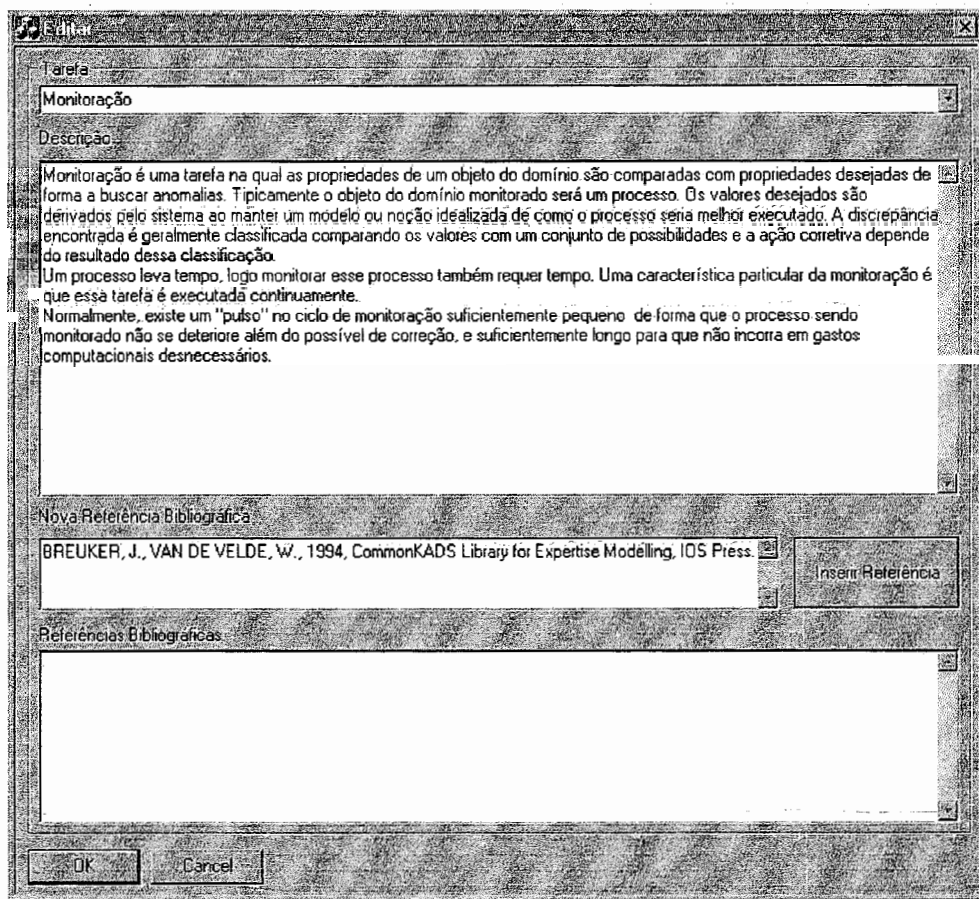 Editar
Tarefa
Monitoração
Descrição
Monitoração é uma tarefa na qual as propriedades de um objeto do domínio são comparadas com propriedades desejadas de
forma a buscar anomalias. Tipicamente o objeto do domínio monitorado será um processo. Os valores desejados são
derivados pelo sistema ao manter um modelo ou noção idealizada de como o processo seria melhor executado. A discrepância
encontrada é geralmente classificada comparando os valores com um conjunto de possibilidades e a ação corretiva depende
do resultado dessa classificação.
Um processo leva tempo, logo monitorar esse processo também requer tempo. Uma característica particular da monitoração é
que essa tarefa é executada continuamente.
Normalmente, existe um "pulso" no ciclo de monitoração suficientemente pequeno de forma que o processo sendo
monitorado não se deteriore além do possível de correção, e suficientemente longo para que não incorra em gastos
computacionais desnecessários.
Nova Referência Bibliográfica
BREUKER, J., VAN DE VELDE, W., 1994, CommonKADS Library for Expertise Modelling, IOS Press.
Inserir Referência
Referências Bibliográficas
OK Cancel